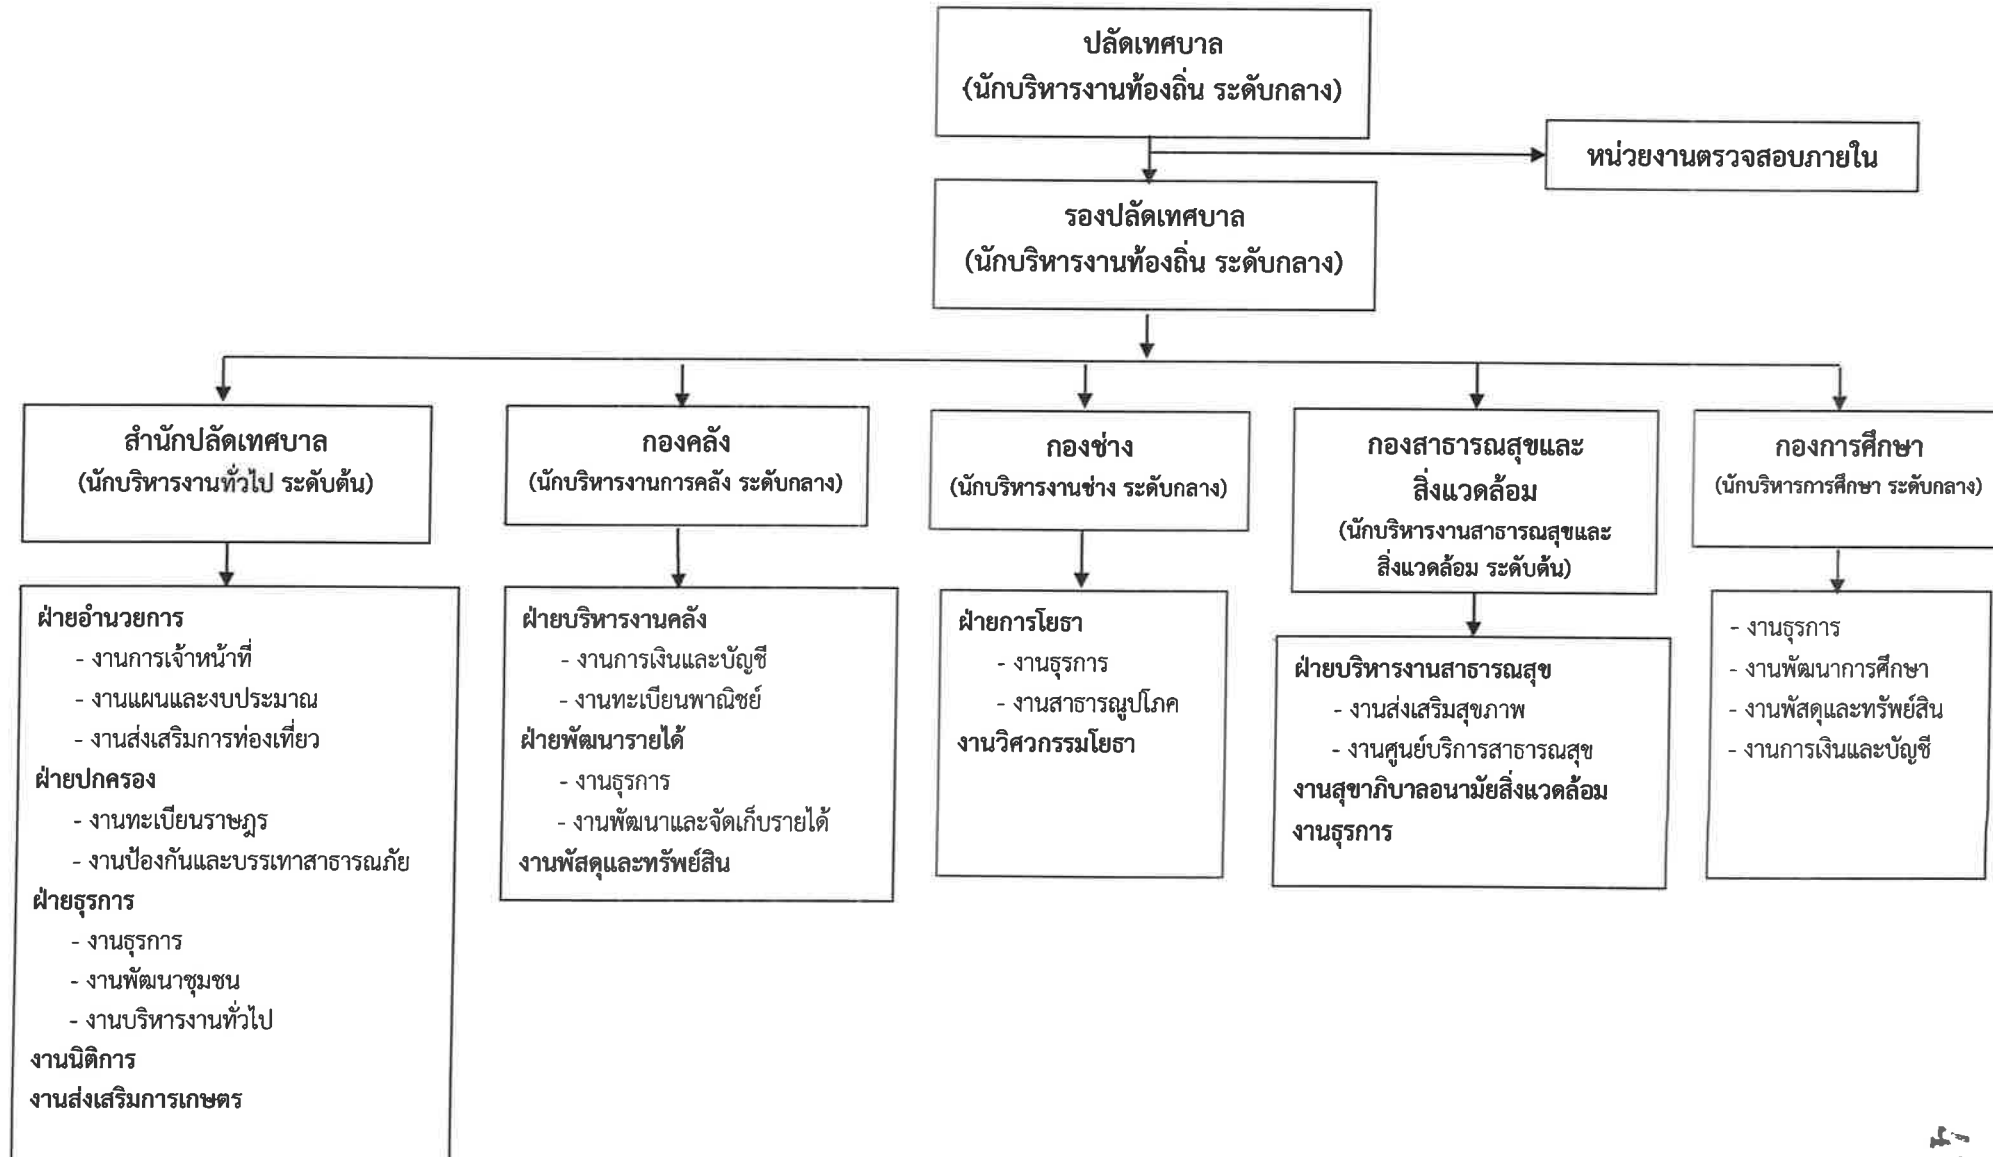 ปลัดเทศบาล
(นักบริหารงานท้องถิ่น ระดับกลาง)
หน่วยงานตรวจสอบภายใน
รองปลัดเทศบาล
(นักบริหารงานท้องถิ่น ระดับกลาง)
สำนักปลัดเทศบาล
(นักบริหารงานทั่วไป ระดับต้น)
ฝ่ายอำนวยการ
- งานการเจ้าหน้าที่
- งานแผนและงบประมาณ
- งานส่งเสริมการท่องเที่ยว
ฝ่ายปกครอง
- งานทะเบียนราษฎร
- งานป้องกันและบรรเทาสาธารณภัย
ฝ่ายธุรการ
- งานธุรการ
- งานพัฒนาชุมชน
- งานบริหารงานทั่วไป
งานนิติการ
งานส่งเสริมการเกษตร
กองคลัง
(นักบริหารงานการคลัง ระดับกลาง)
ฝ่ายบริหารงานคลัง
- งานการเงินและบัญชี
- งานทะเบียนพาณิชย์
ฝ่ายพัฒนารายได้
- งานธุรการ
- งานพัฒนาและจัดเก็บรายได้
งานพัสดุและทรัพย์สิน
กองช่าง
(นักบริหารงานช่าง ระดับกลาง)
ฝ่ายการโยธา
- งานธุรการ
- งานสาธารณูปโภค
งานวิศวกรรมโยธา
กองสาธารณสุขและ
สิ่งแวดล้อม
(นักบริหารงานสาธารณสุขและ
สิ่งแวดล้อม ระดับต้น)
ฝ่ายบริหารงานสาธารณสุข
- งานส่งเสริมสุขภาพ
- งานศูนย์บริการสาธารณสุข
งานสุขาภิบาลอนามัยสิ่งแวดล้อม
งานธุรการ
กองการศึกษา
(นักบริหารการศึกษา ระดับกลาง)
- งานธุรการ
- งานพัฒนาการศึกษา
- งานพัสดุและทรัพย์สิน
- งานการเงินและบัญชี